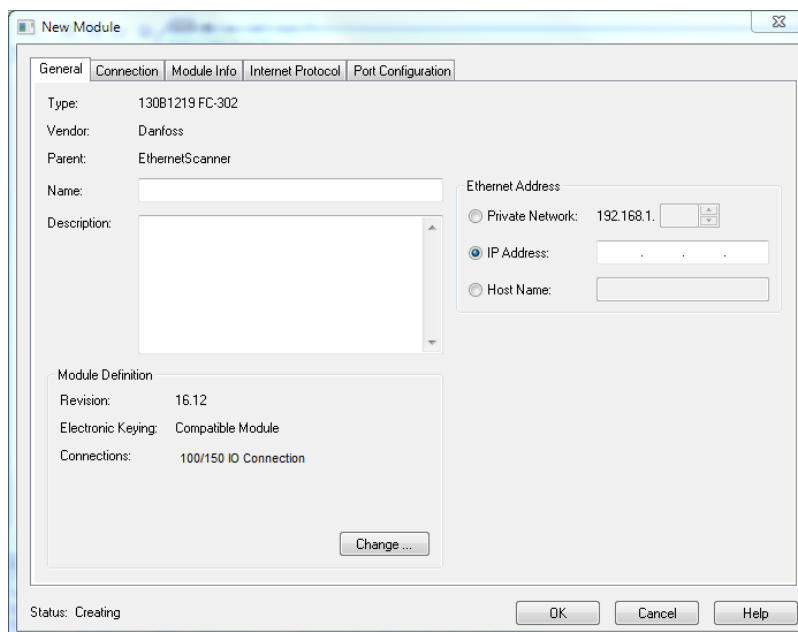 New Module
General Connection Module Info Internet Protocol Port Configuration
Type: 130B1219 FC-302
Vendor: Danfoss
Parent: EthernetScanner
Name:
Description:
Ethernet Address
Private Network: 192.168.1.
IP Address: . . .
Host Name:
Module Definition
Revision: 16.12
Electronic Keying: Compatible Module
Connections: 100/150 IO Connection
Change ...
Status: Creating
OK Cancel Help